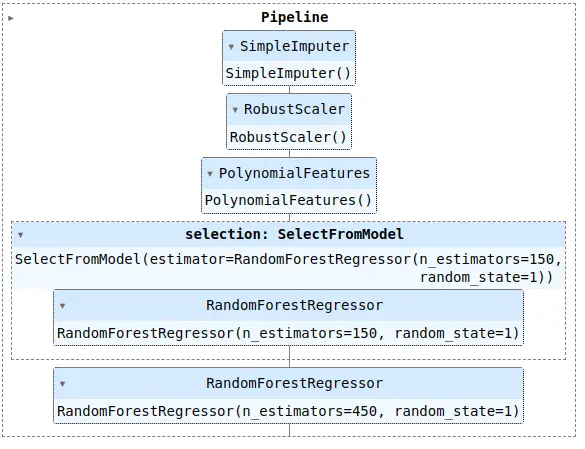 Pipeline
SimpleImputer
SimpleImputer()
RobustScaler
RobustScaler()
PolynomialFeatures
PolynomialFeatures()
selection: SelectFromModel
SelectFromModel(estimator=RandomForestRegressor(n_estimators=150,
random_state=1))
RandomForestRegressor
RandomForestRegressor(n_estimators=150, random_state=1)
RandomForestRegressor
RandomForestRegressor(n_estimators=450, random_state=1)